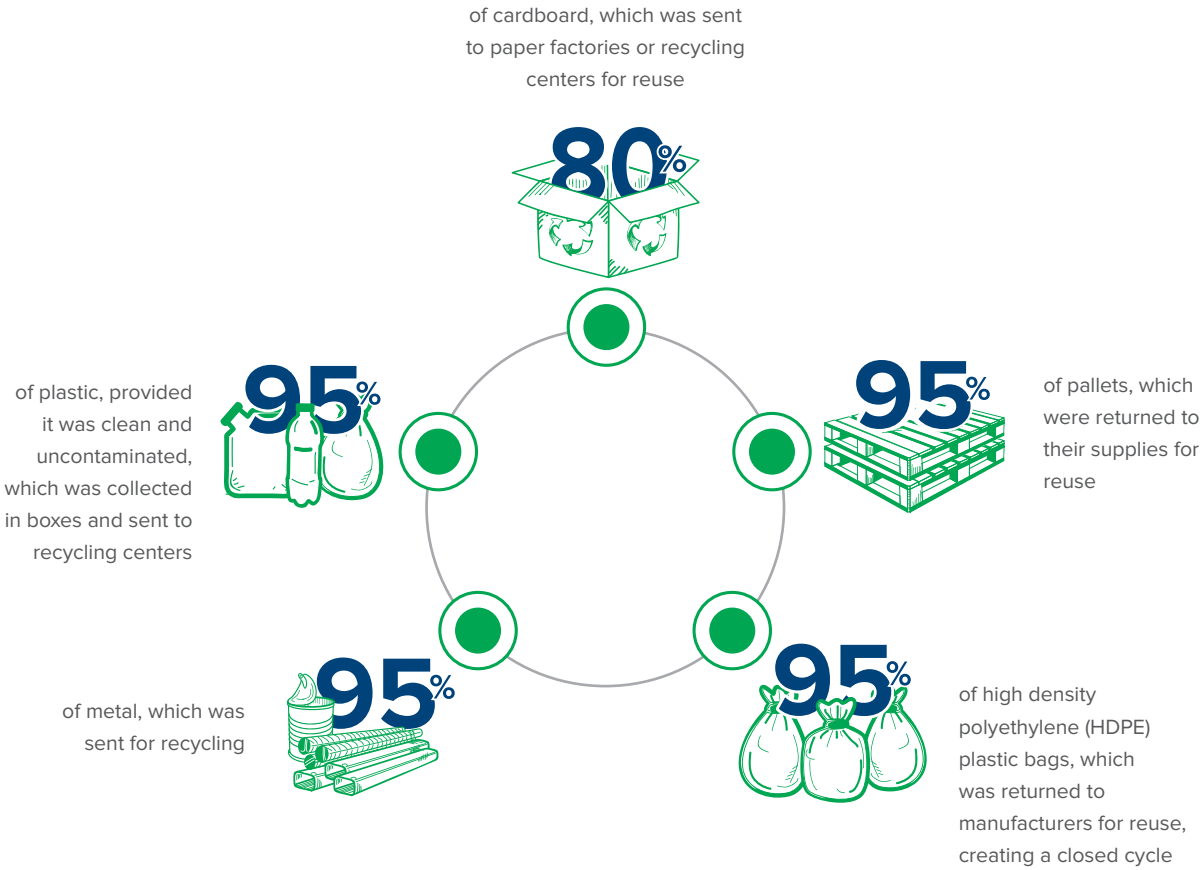 of cardboard, which was sent
to paper factories or recycling
centers for reuse
80%
95%
of plastic, provided
it was clean and
uncontaminated,
which was collected
in boxes and sent to
recycling centers
95%
of pallets, which
were returned to
their supplies for
reuse
95%
of metal, which was
sent for recycling
95%
of high density
polyethylene (HDPE)
plastic bags, which
was returned to
manufacturers for reuse,
creating a closed cycle